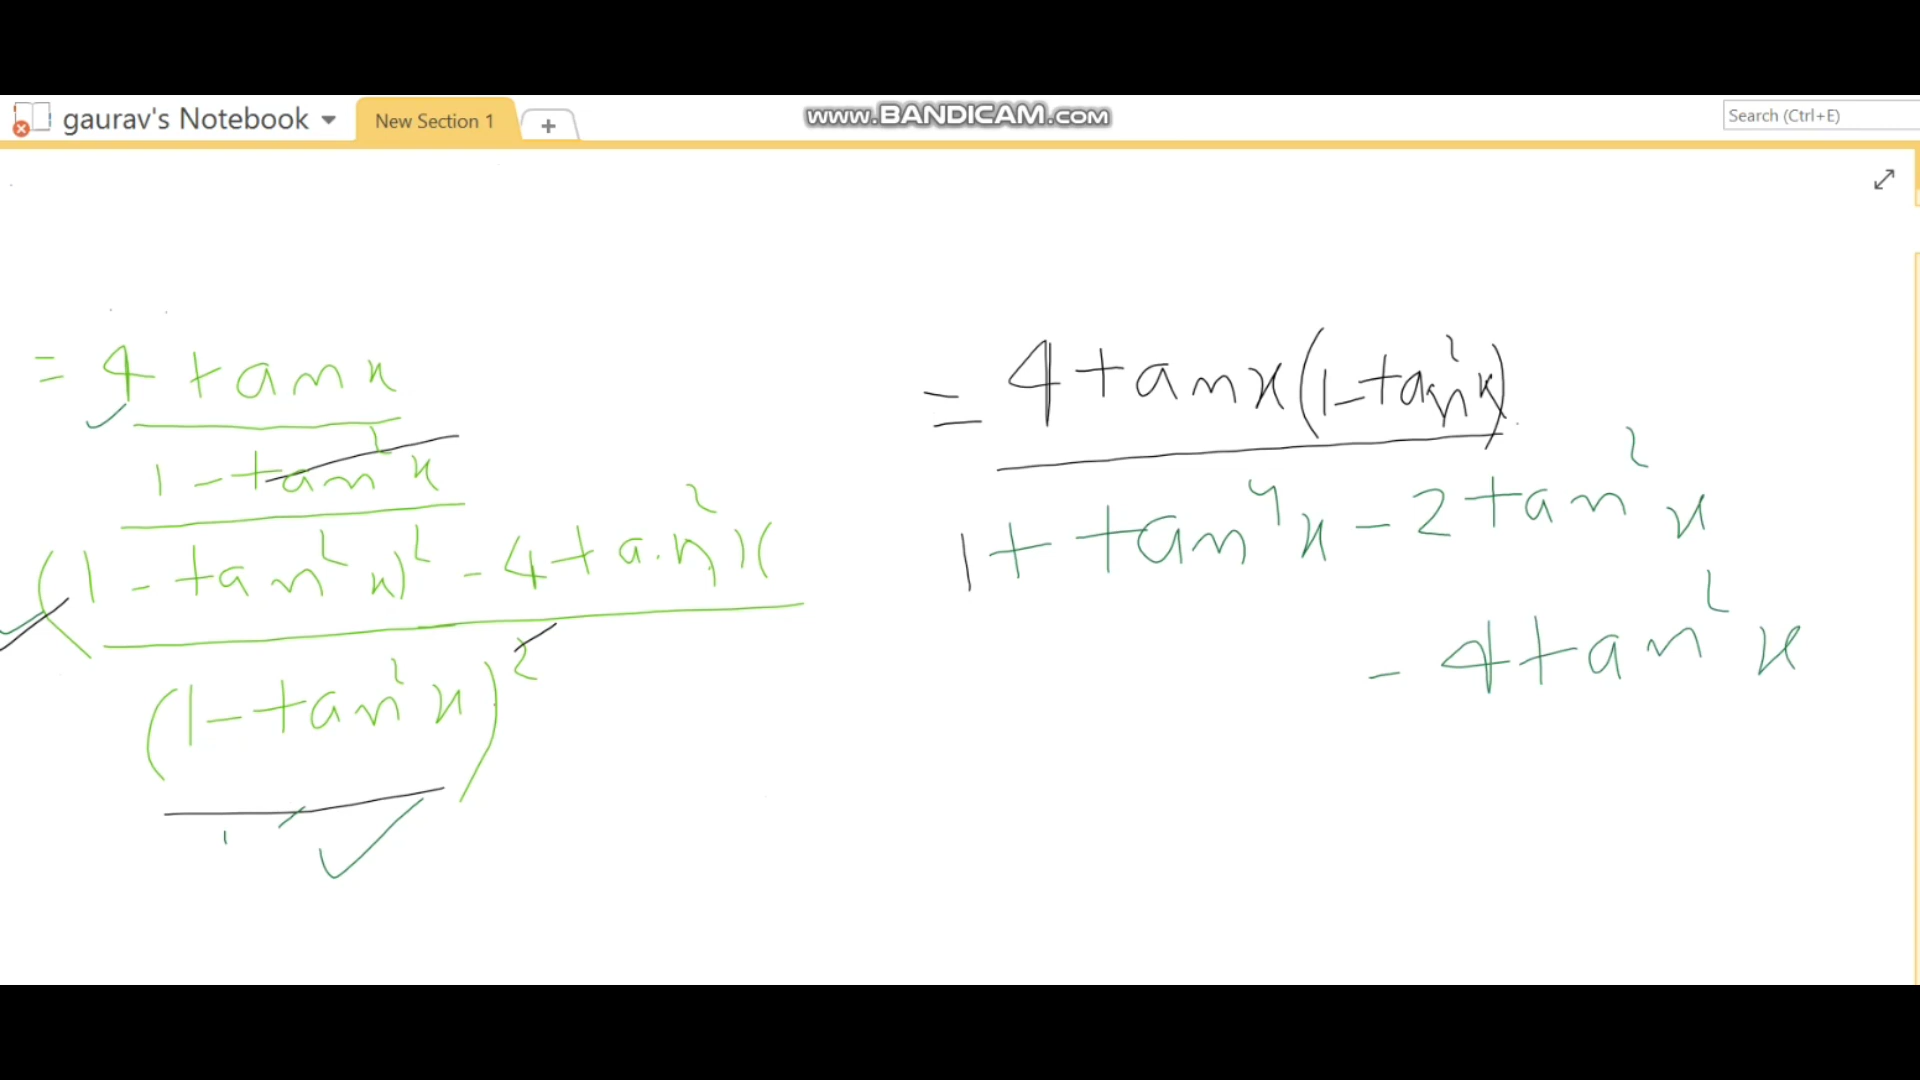 www.BANDICAM.com
gaurav's Notebook
New Section 1
+
Search (Ctrl+E)
= 4 tan x
1 - tan² x
(1 - tan² x)² - 4 tan² x
(1 - tan² x)²
= 4 tan x (1 - tan² x)
1 + tan⁴ x - 2 tan² x
- 4 tan² x